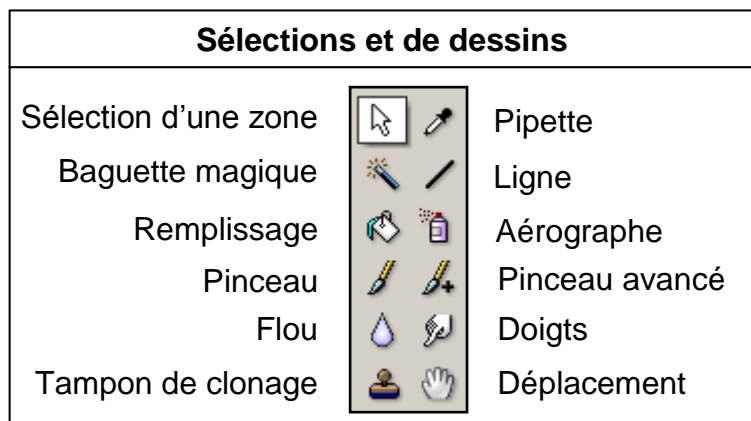 Sélections et de dessins
Sélection d'une zone Pipette
Baguette magique Ligne
Remplissage Aérographe
Pinceau Pinceau avancé
Flou Doigts
Tampon de clonage Déplacement